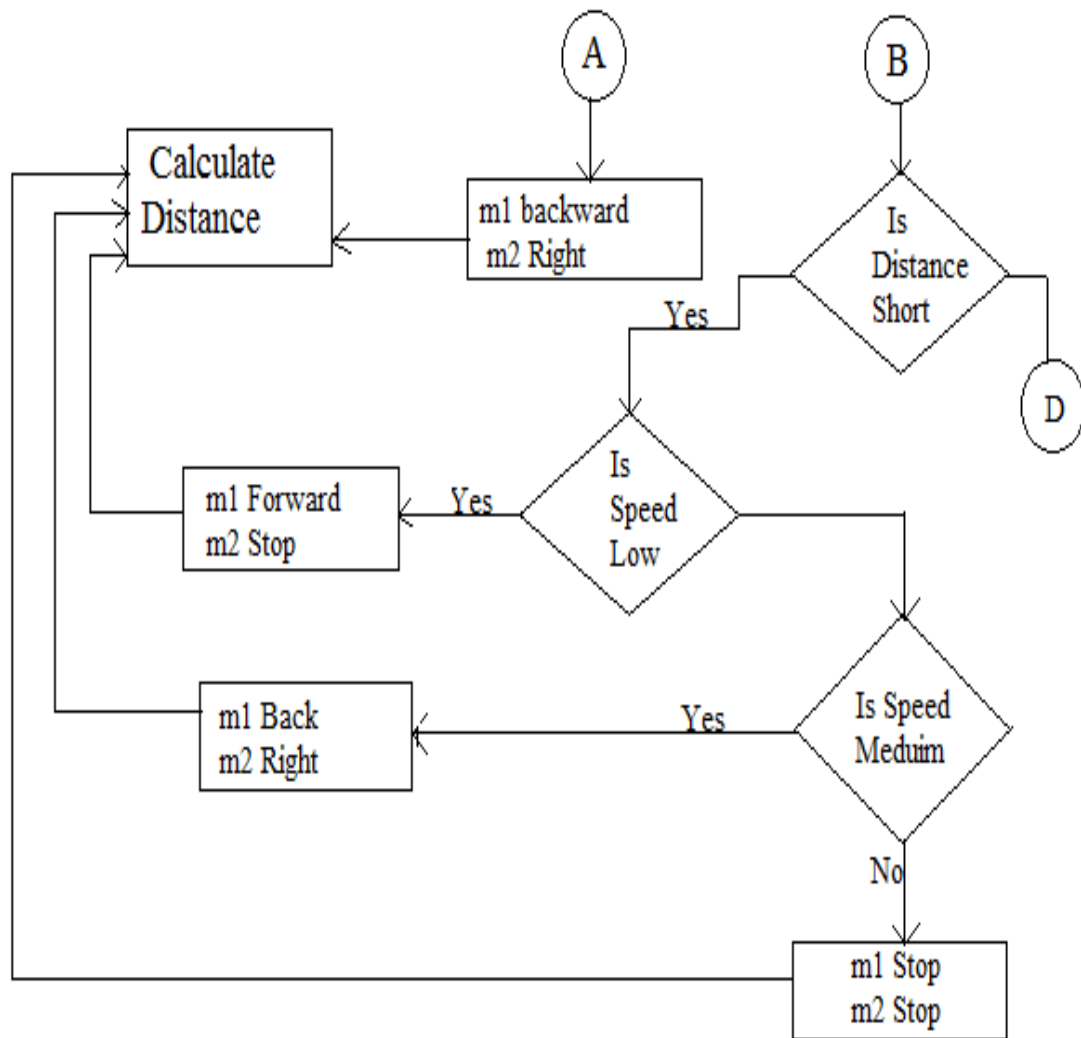 A
B
Calculate
Distance
m1 backward
m2 Right
Is
Distance
Short
Yes
D
Is
Speed
Low
Yes
m1 Forward
m2 Stop
Is Speed
Meduim
Yes
m1 Back
m2 Right
No
m1 Stop
m2 Stop